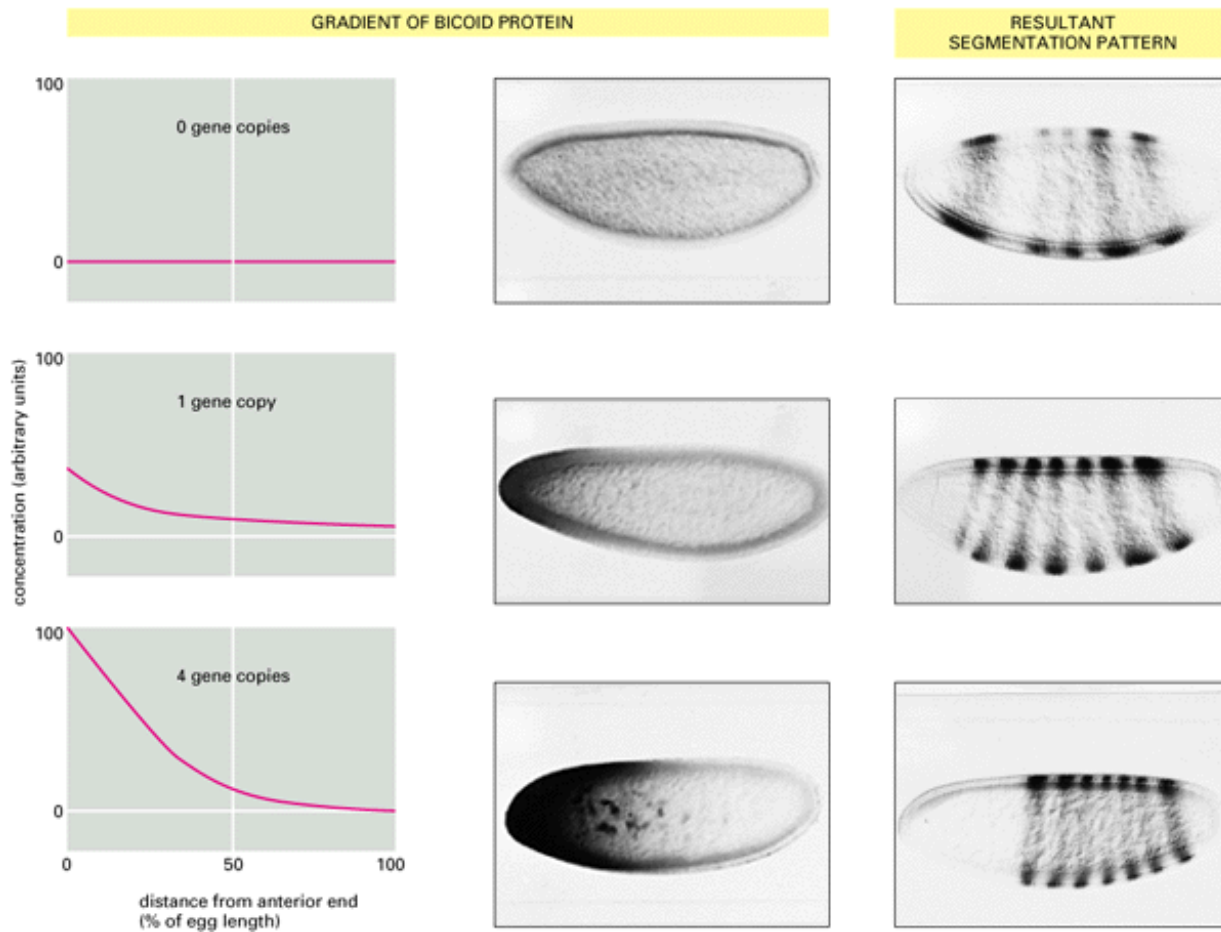 GRADIENT OF BICOID PROTEIN
RESULTANT
SEGMENTATION PATTERN
100
0 gene copies
0
concentration (arbitrary units)
100
1 gene copy
0
100
4 gene copies
0
0
50
100
distance from anterior end
(% of egg length)